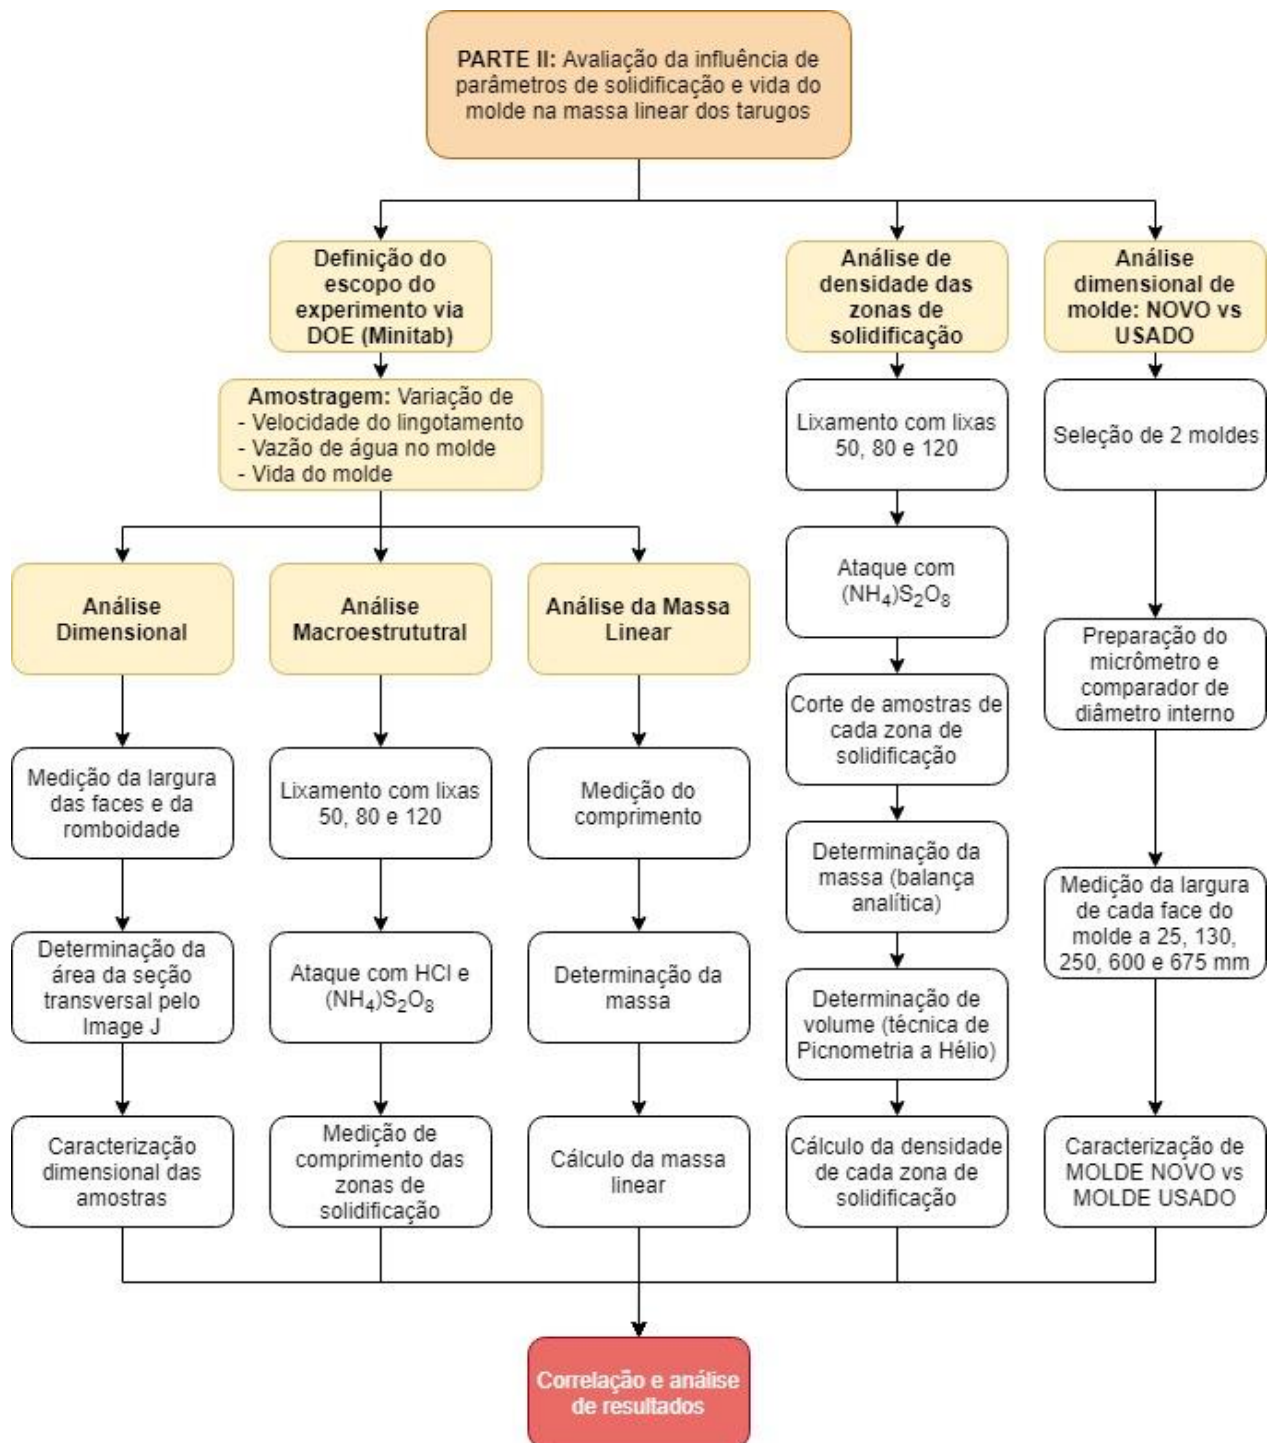 PARTE II: Avaliação da influência de
parâmetros de solidificação e vida do
molde na massa linear dos tarugos
Definição do
escopo do
experimento via
DOE (Minitab)
Amostragem: Variação de
- Velocidade do lingotamento
- Vazão de água no molde
- Vida do molde
Análise
Dimensional
Medição da largura
das faces e da
romboidade
Determinação da
área da seção
transversal pelo
Image J
Caracterização
dimensional das
amostras
Análise
Macroestrututral
Lixamento com lixas
50, 80 e 120
Ataque com HCl e
(NH₄)S₂O₈
Medição de
comprimento das
zonas de
solidificação
Análise da Massa
Linear
Medição do
comprimento
Determinação da
massa
Cálculo da massa
linear
Análise de
densidade das
zonas de
solidificação
Lixamento com lixas
50, 80 e 120
Ataque com
(NH₄)S₂O₈
Corte de amostras de
cada zona de
solidificação
Determinação da
massa (balança
analítica)
Determinação de
volume (técnica de
Picnometria a Hélio)
Cálculo da densidade
de cada zona de
solidificação
Análise
dimensional de
molde: NOVO vs
USADO
Seleção de 2 moldes
Preparação do
micrômetro e
comparador de
diâmetro interno
Medição da largura
de cada face do
molde a 25, 130,
250, 600 e 675 mm
Caracterização de
MOLDE NOVO vs
MOLDE USADO
Correlação e análise
de resultados